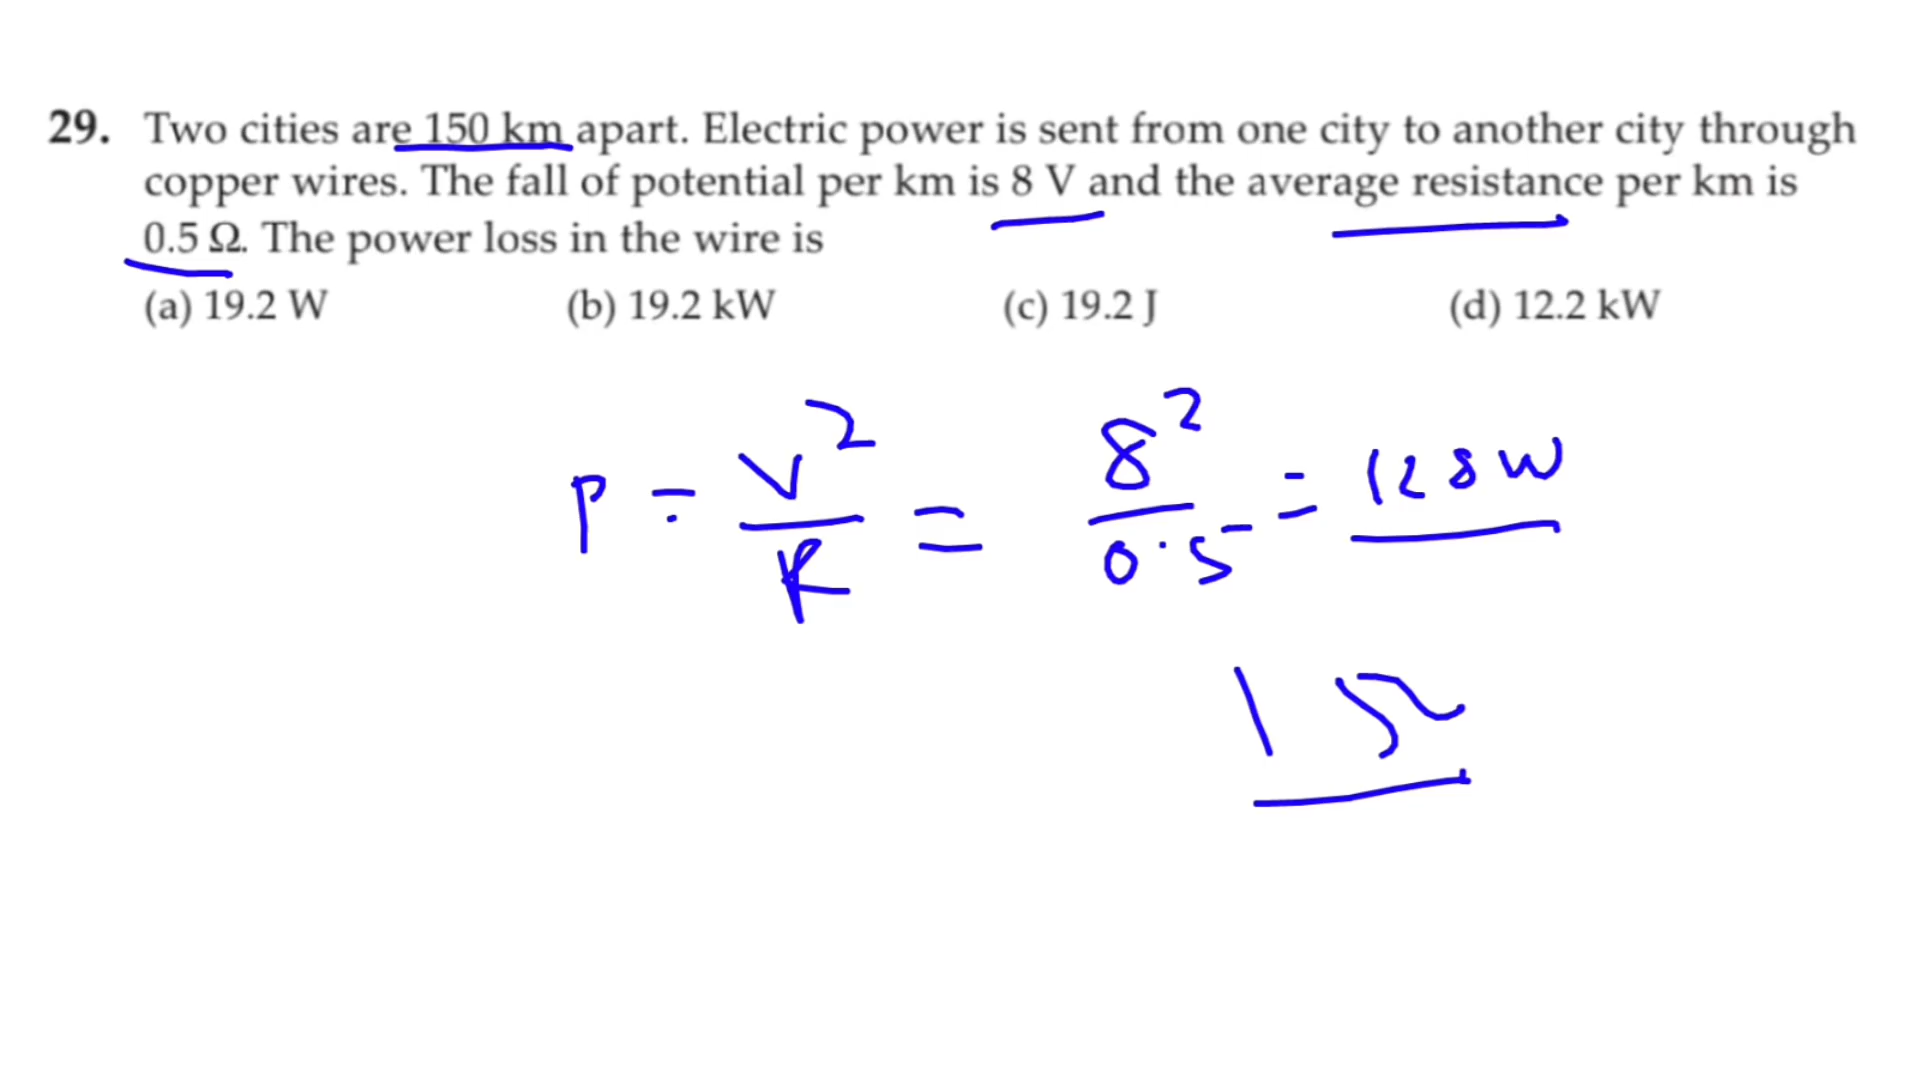 29. Two cities are 150 km apart. Electric power is sent from one city to another city through
copper wires. The fall of potential per km is 8 V and the average resistance per km is
0.5 Ω. The power loss in the wire is
(a) 19.2 W (b) 19.2 kW (c) 19.2 J (d) 12.2 kW
P = V² / R = 8² / 0.5 = 128 W